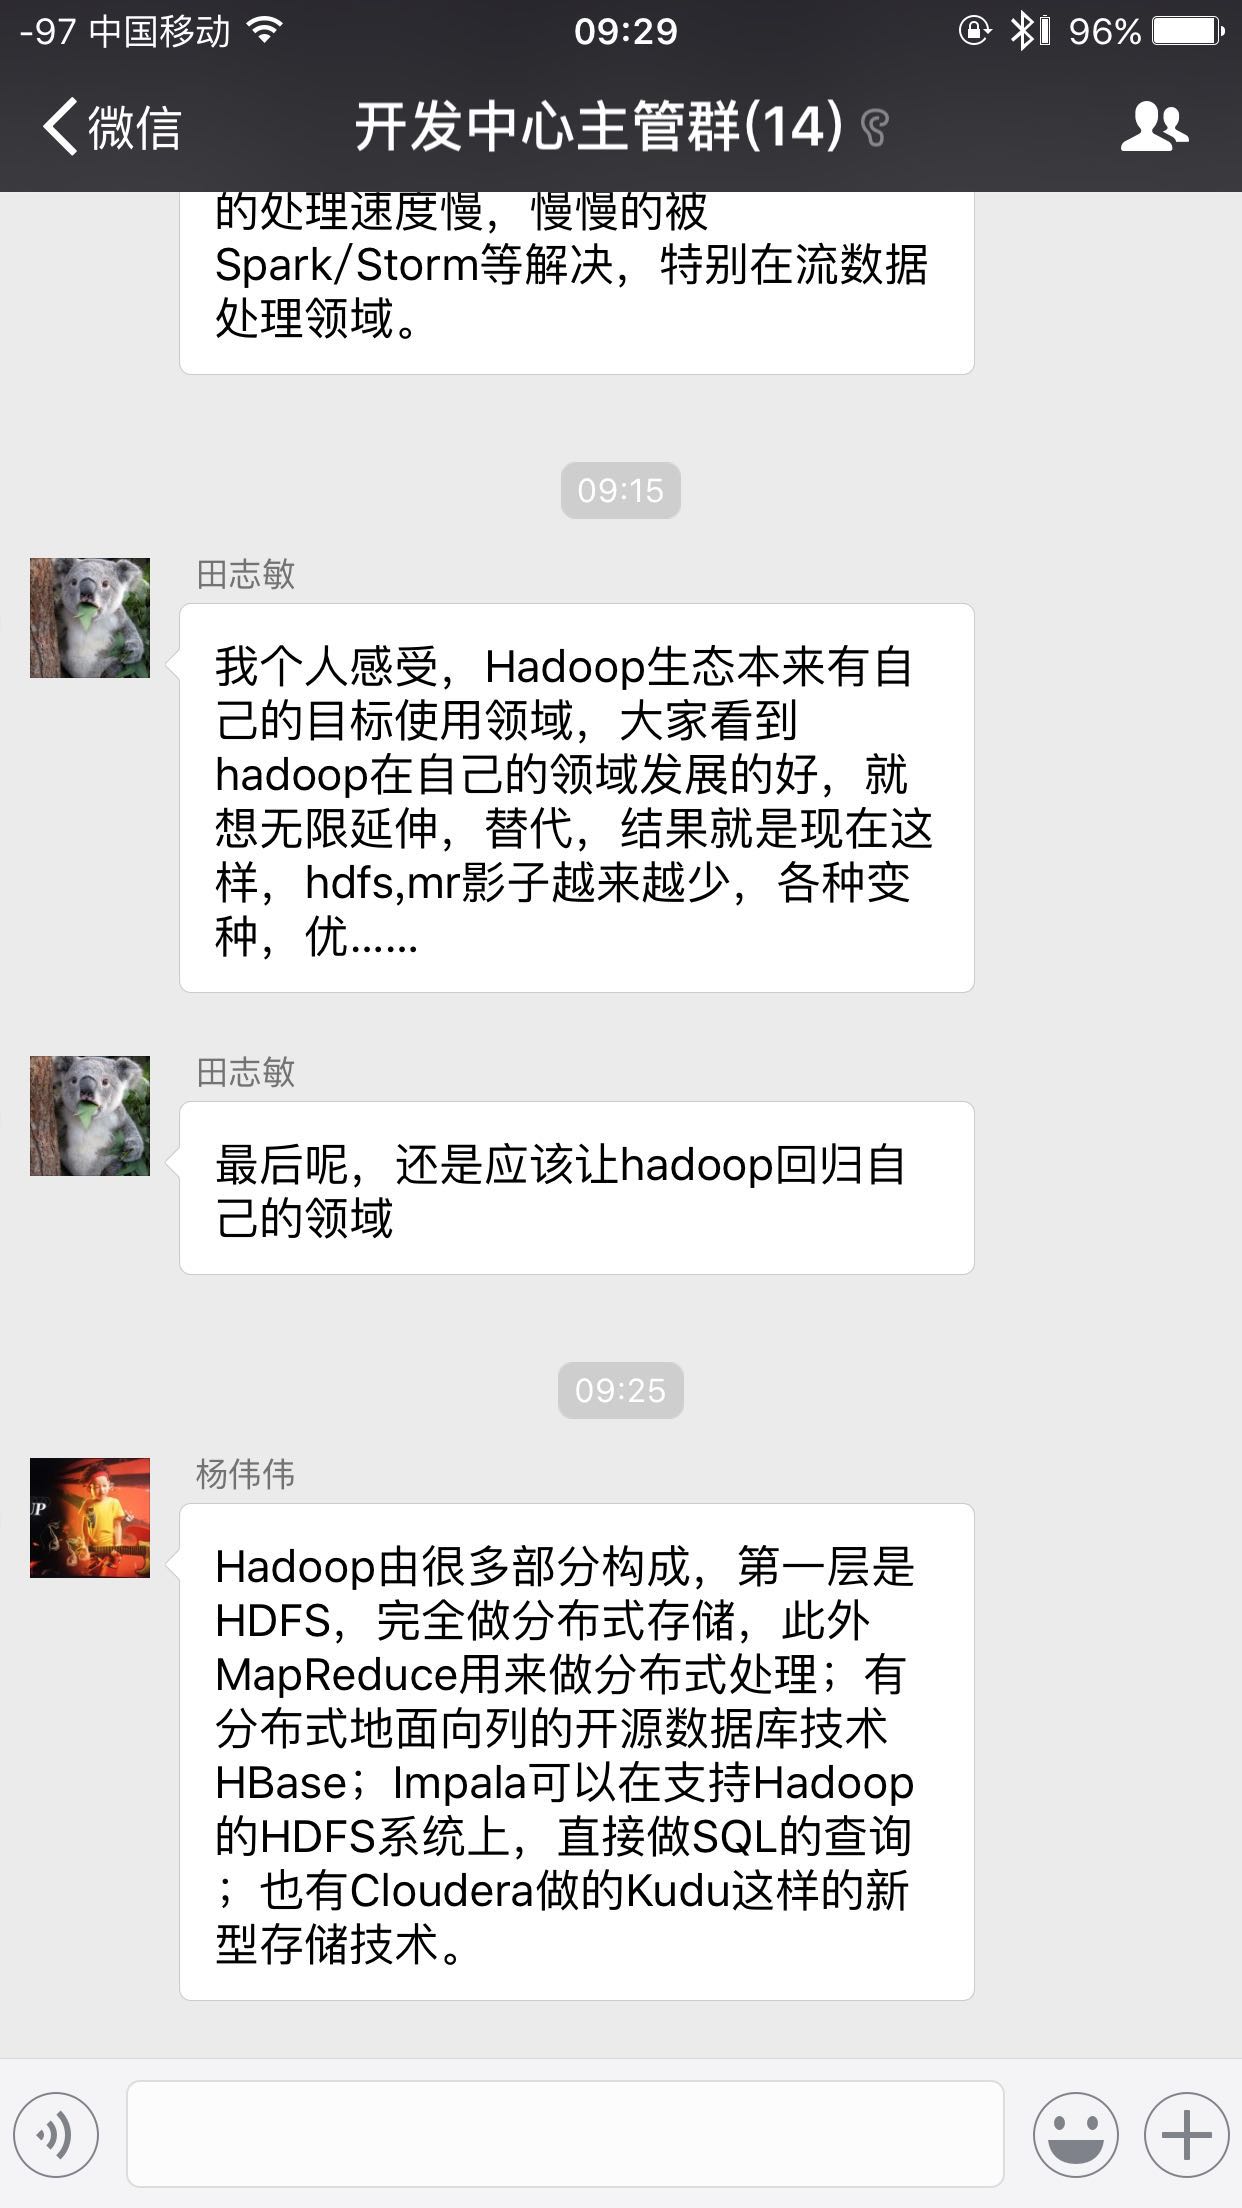 -97 中国移动 09:29 96%
微信 开发中心主管群(14)
的处理速度慢，慢慢的被
Spark/Storm等解决，特别在流数据
处理领域。
09:15
田志敏
我个人感受，Hadoop生态本来有自
己的目标使用领域，大家看到
hadoop在自己的领域发展的好，就
想无限延伸，替代，结果就是现在这
样，hdfs,mr影子越来越少，各种变
种，优......
田志敏
最后呢，还是应该让hadoop回归自
己的领域
09:25
杨伟伟
UP
Hadoop由很多部分构成，第一层是
HDFS，完全做分布式存储，此外
MapReduce用来做分布式处理；有
分布式地面向列的开源数据库技术
HBase；Impala可以在支持Hadoop
的HDFS系统上，直接做SQL的查询
；也有Cloudera做的Kudu这样的新
型存储技术。